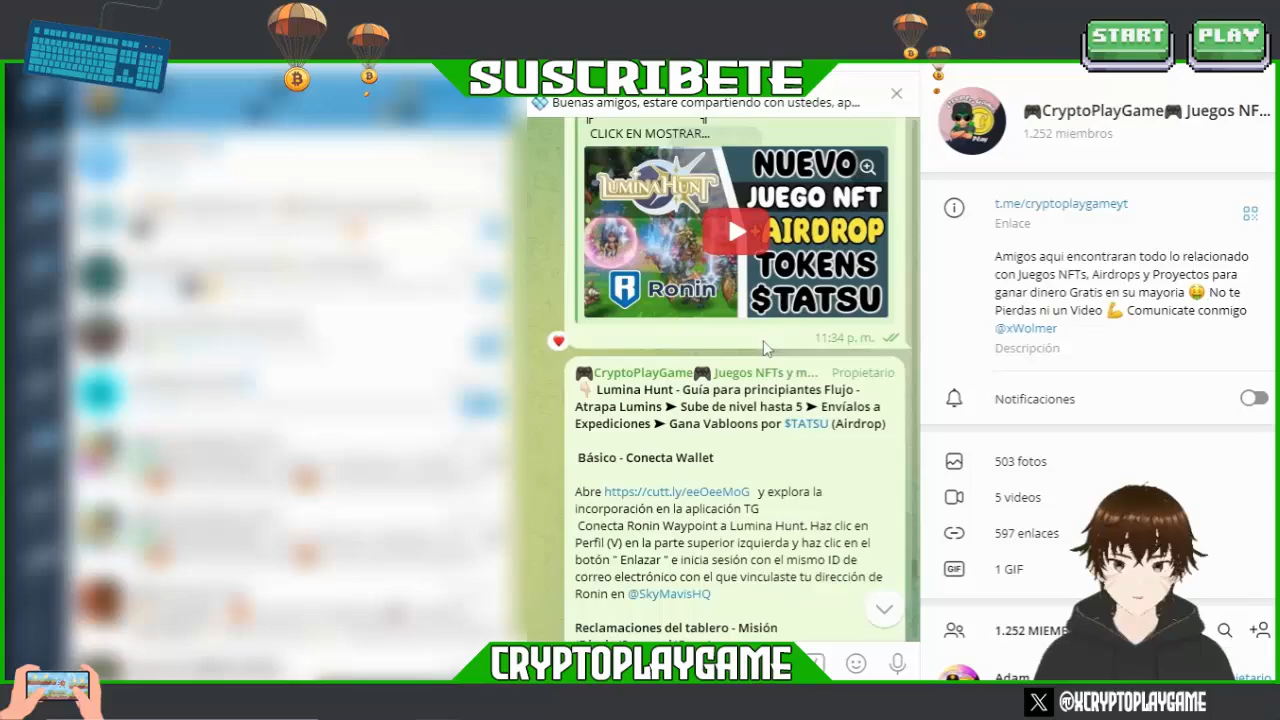 START
PLAY
SUSCRIBETE
Buenas amigos, estare compartiendo con ustedes, ap...
CLICK EN MOSTRAR...
LUMINAHUNT
NUEVO
JUEGO NFT
+AIRDROP
TOKENS
$TATSU
Ronin
11:34 p. m.
🎮CryptoPlayGame🎮 Juegos NFTs y m... Propietario
👇🏻 Lumina Hunt - Guía para principiantes Flujo -
Atrapa Lumins ➤ Sube de nivel hasta 5 ➤ Envíalos a
Expediciones ➤ Gana Vabloons por $TATSU (Airdrop)
Básico - Conecta Wallet
Abre https://cutt.ly/eeOeeMoG y explora la
incorporación en la aplicación TG
Conecta Ronin Waypoint a Lumina Hunt. Haz clic en
Perfil (V) en la parte superior izquierda y haz clic en el
botón " Enlazar " e inicia sesión con el mismo ID de
correo electrónico con el que vinculaste tu dirección de
Ronin en @SkyMavisHQ
Reclamaciones del tablero - Misión
🎮CryptoPlayGame🎮 Juegos NF...
1.252 miembros
t.me/cryptoplaygameyt
Enlace
Amigos aqui encontraran todo lo relacionado
con Juegos NFTs, Airdrops y Proyectos para
ganar dinero Gratis en su mayoria 🤑 No te
Pierdas ni un Video 💪 Comunicate conmigo
@xWolmer
Descripción
Notificaciones
503 fotos
5 videos
597 enlaces
GIF 1 GIF
1.252 MIEM
Adam
CRYPTOPLAYGAME
X @XCRYPTOPLAYGAME